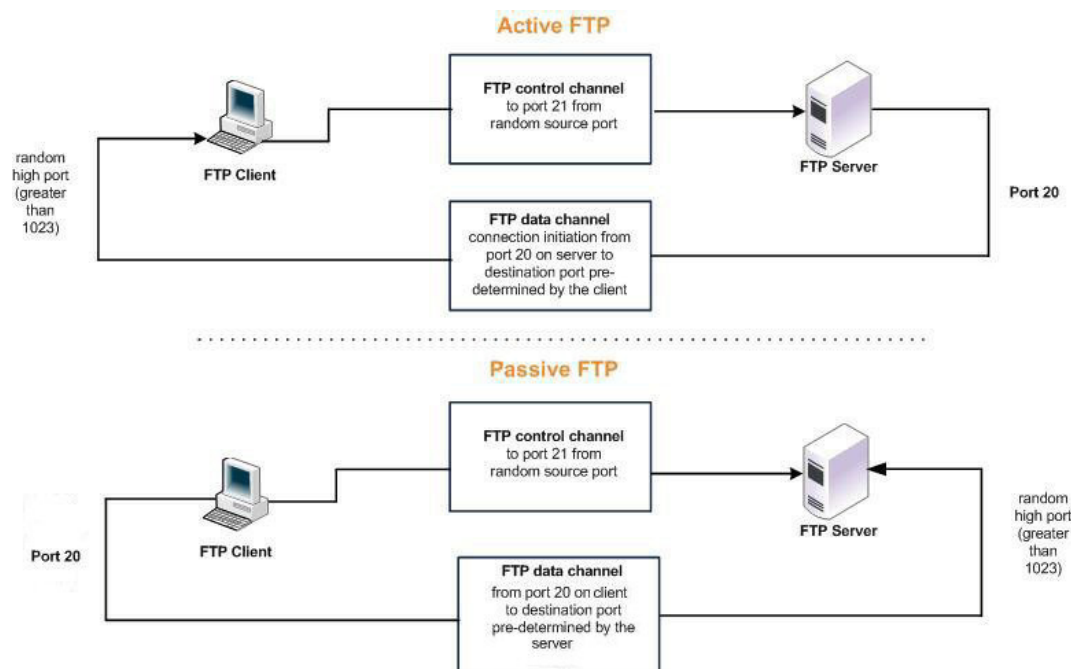 Active FTP
FTP control channel
to port 21 from
random source port
random
high port
(greater
than
1023)
FTP Client
FTP Server
Port 20
FTP data channel
connection initiation from
port 20 on server to
destination port pre-
determined by the client
Passive FTP
FTP control channel
to port 21 from
random source port
FTP Client
FTP Server
Port 20
random
high port
(greater
than
1023)
FTP data channel
from port 20 on client
to destination port
pre-determined by the
server